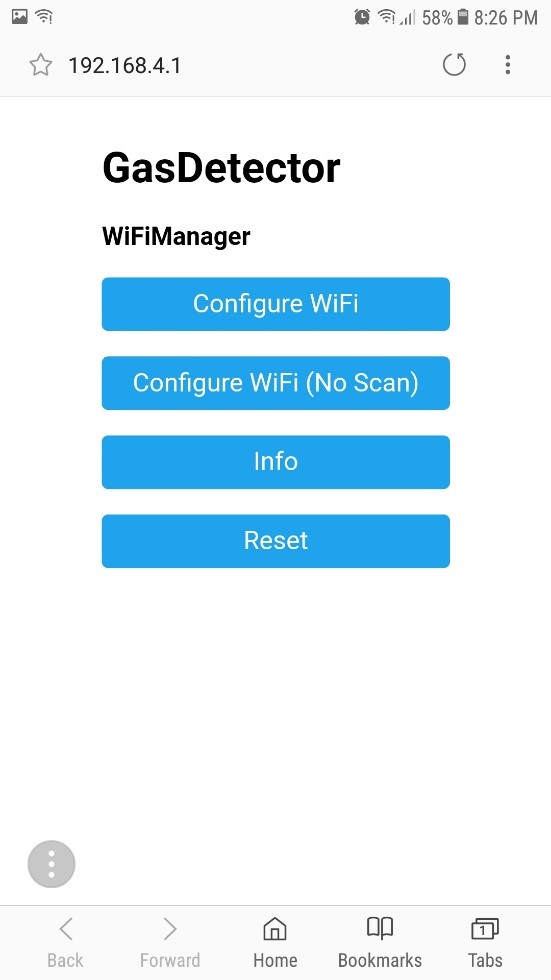 58% 8:26 PM
192.168.4.1
GasDetector
WiFiManager
Configure WiFi
Configure WiFi (No Scan)
Info
Reset
1
Back Forward Home Bookmarks Tabs